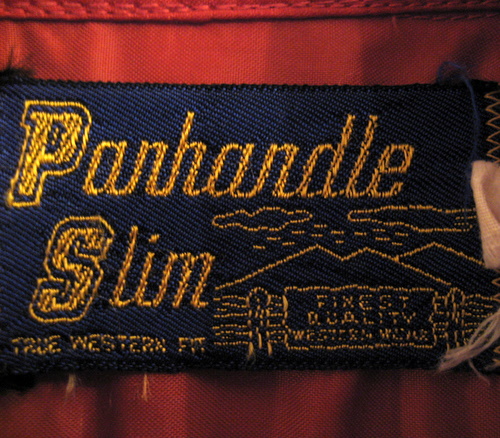 Panhandle
Slim
TRUE WESTERN FIT
FINEST
QUALITY
WESTERN WEAR